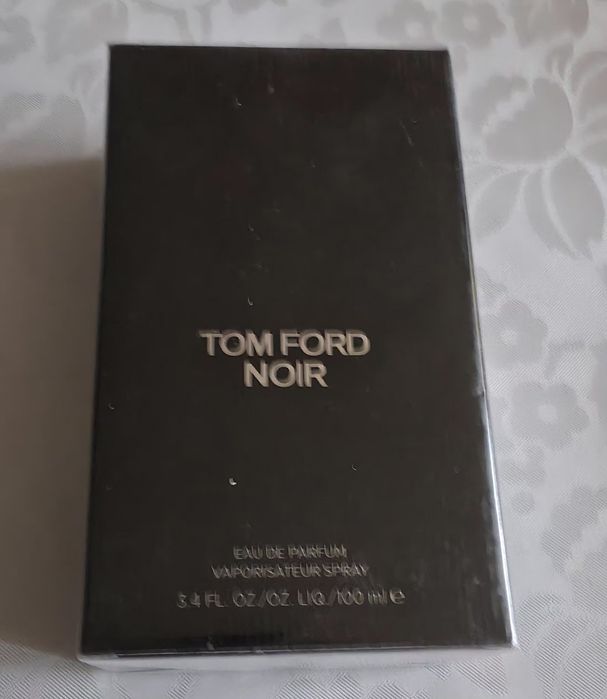 TOM FORD
NOIR
EAU DE PARFUM
VAPORISATEUR SPRAY
3.4 FL. OZ./OZ. LIQ./100 ml ℮